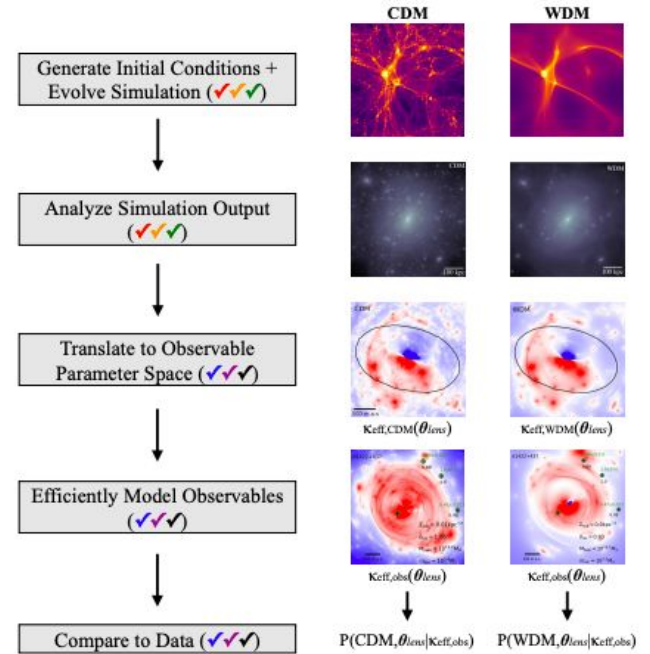 CDM
WDM
Generate Initial Conditions +
Evolve Simulation (✓✓✓)
CDM
WDM
100 kpc
Analyze Simulation Output
(✓✓✓)
CDM
WDM
Translate to Observable
Parameter Space (✓✓✓)
κeff,CDM(θlens)
κeff,WDM(θlens)
Efficiently Model Observables
(✓✓✓)
κeff,obs(θlens)
κeff,obs(θlens)
Compare to Data (✓✓✓)
P(CDM,θlens|κeff,obs)
P(WDM,θlens|κeff,obs)